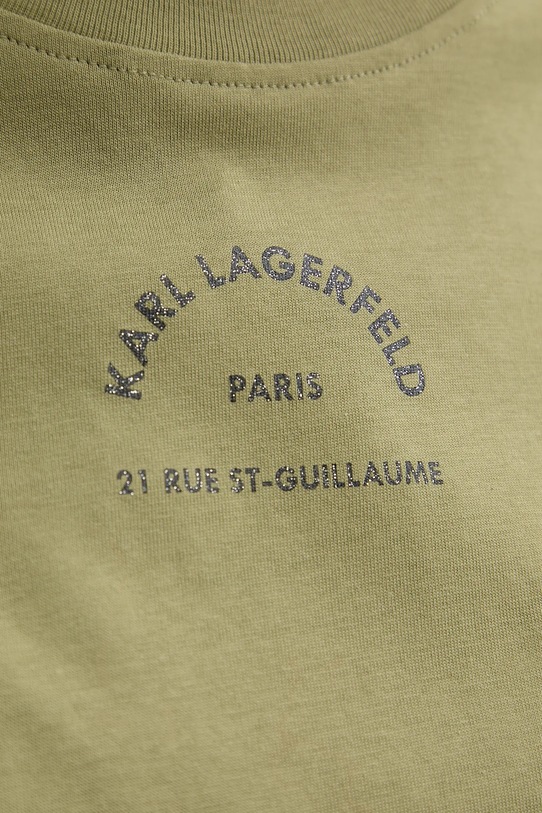 KARL LAGERFELD
PARIS
21 RUE ST-GUILLAUME